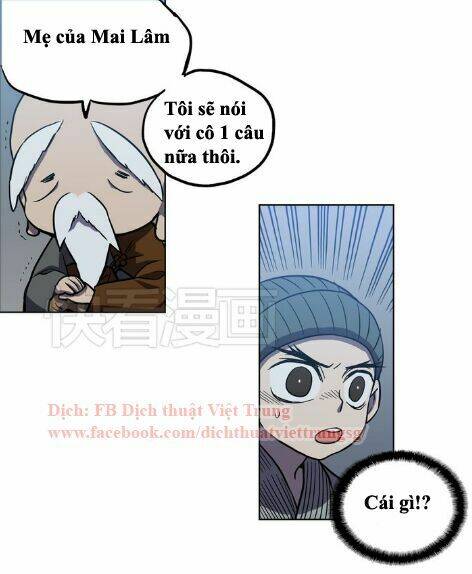 Mẹ của Mai Lâm
Tôi sẽ nói
với cô 1 câu
nữa thôi.
快看漫画
Dịch: FB Dịch thuật Việt Trung
www.facebook.com/dichthuatviettrungsg
Cái gì!?